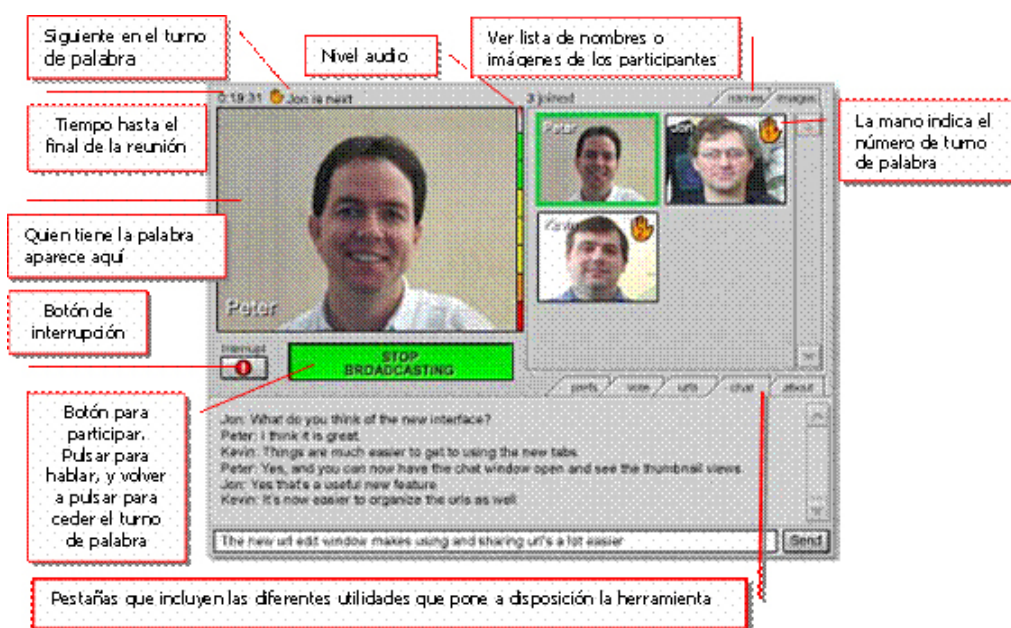 Siguiente en el turno
de palabra
Nivel audio
Ver lista de nombres o
imágenes de los participantes
0:19:31 Jon is next
3 joined
names images
Tiempo hasta el
final de la reunión
La mano indica el
número de turno
de palabra
Peter
Jon
Kevin
Quien tiene la palabra
aparece aquí
Peter
Botón de
interrupción
Interrupt
STOP
BROADCASTING
prefs vote urls chat about
Botón para
participar.
Pulsar para
hablar, y volver
a pulsar para
ceder el turno
de palabra
Jon: What do you think of the new interface?
Peter: I think it is great
Kevin: Things are much easier to get to using the new tabs.
Peter: Yes, and you can now have the chat window open and see the thumbnail views.
Jon: Yes that's a useful new feature
Kevin: It's now easier to organize the urls as well
The new url edit window makes using and sharing url's a lot easier
Send
Pestañas que incluyen las diferentes utilidades que pone a disposición la herramienta